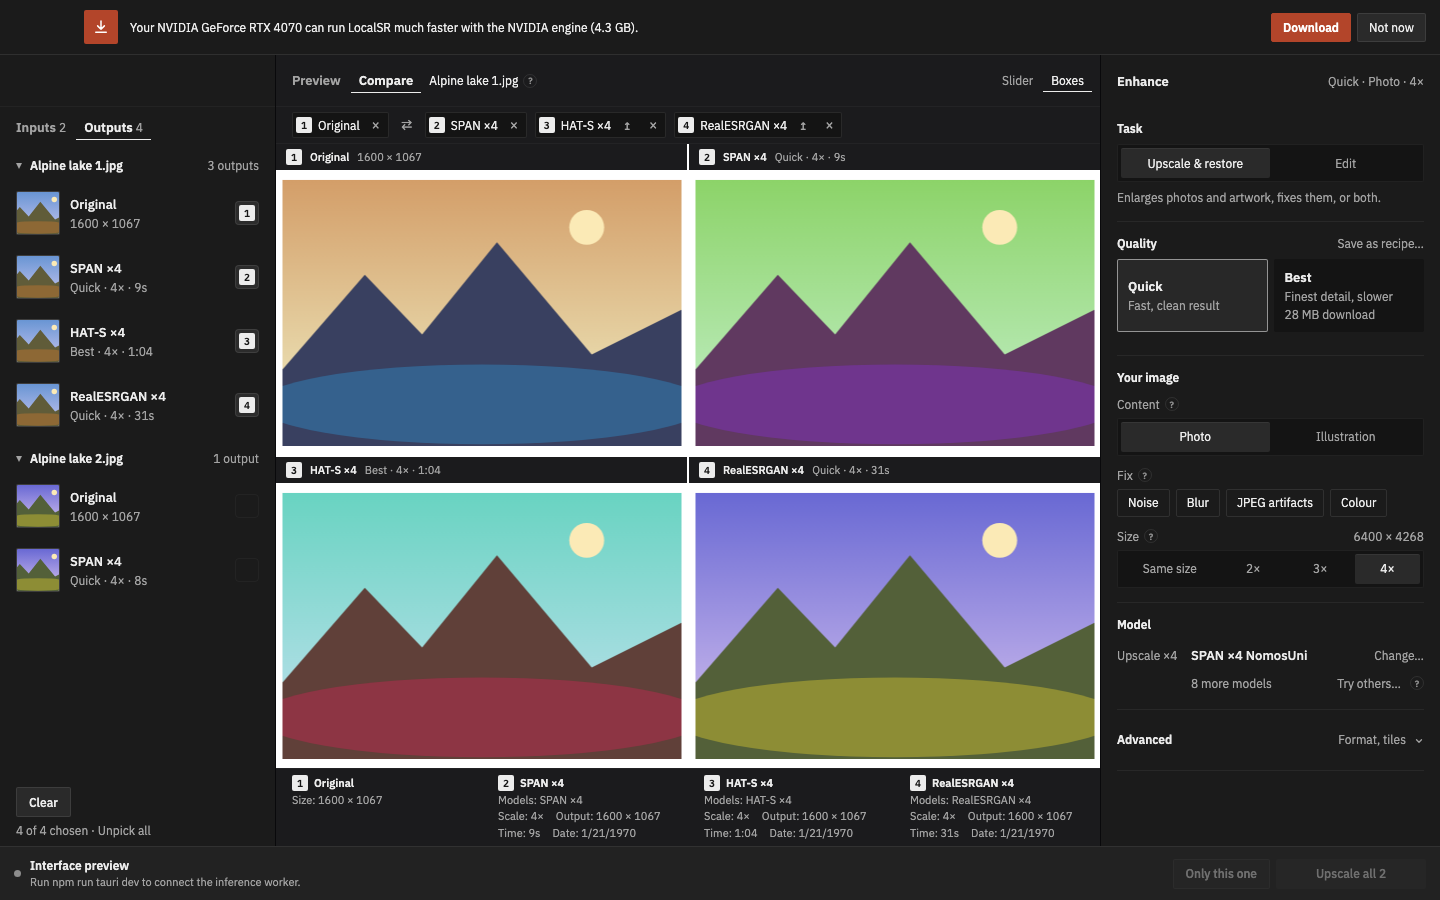 Your NVIDIA GeForce RTX 4070 can run LocalSR much faster with the NVIDIA engine (4.3 GB).
Download
Not now
Preview
Compare
Alpine lake 1.jpg ?
Slider
Boxes
Enhance
Quick · Photo · 4×
Inputs 2
Outputs 4
1 Original ×
2 SPAN ×4 ×
3 HAT-S ×4 ×
4 RealESRGAN ×4 ×
Alpine lake 1.jpg
3 outputs
Original
1600 × 1067
1
SPAN ×4
Quick · 4× · 9s
2
HAT-S ×4
Best · 4× · 1:04
3
RealESRGAN ×4
Quick · 4× · 31s
4
Alpine lake 2.jpg
1 output
Original
1600 × 1067
SPAN ×4
Quick · 4× · 8s
Clear
4 of 4 chosen · Unpick all
1 Original 1600 × 1067
2 SPAN ×4 Quick · 4× · 9s
3 HAT-S ×4 Best · 4× · 1:04
4 RealESRGAN ×4 Quick · 4× · 31s
1 Original
Size: 1600 × 1067
2 SPAN ×4
Models: SPAN ×4
Scale: 4× Output: 1600 × 1067
Time: 9s Date: 1/21/1970
3 HAT-S ×4
Models: HAT-S ×4
Scale: 4× Output: 1600 × 1067
Time: 1:04 Date: 1/21/1970
4 RealESRGAN ×4
Models: RealESRGAN ×4
Scale: 4× Output: 1600 × 1067
Time: 31s Date: 1/21/1970
Task
Upscale & restore
Edit
Enlarges photos and artwork, fixes them, or both.
Quality
Save as recipe...
Quick
Fast, clean result
Best
Finest detail, slower
28 MB download
Your image
Content ?
Photo
Illustration
Fix ?
Noise
Blur
JPEG artifacts
Colour
Size ?
6400 × 4268
Same size
2×
3×
4×
Model
Upscale ×4
SPAN ×4 NomosUni
Change...
8 more models
Try others... ?
Advanced
Format, tiles
Interface preview
Run npm run tauri dev to connect the inference worker.
Only this one
Upscale all 2